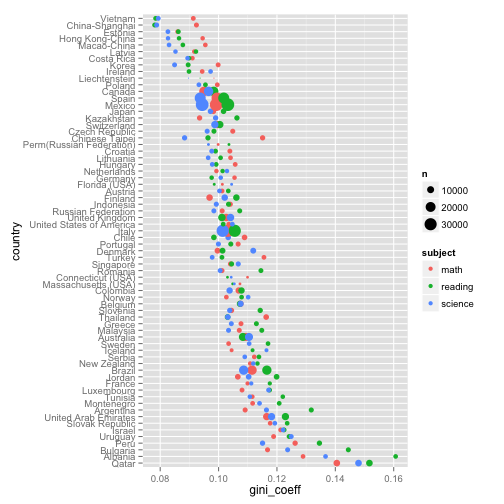 Vietnam
China-Shanghai
Estonia
Hong Kong-China
Macao-China
Latvia
Costa Rica
Korea
Ireland
Liechtenstein
Poland
Canada
Spain
Mexico
Japan
Kazakhstan
Switzerland
Czech Republic
Chinese Taipei
Perm(Russian Federation)
Croatia
Lithuania
Hungary
Netherlands
Germany
Florida (USA)
Austria
Finland
Indonesia
Russian Federation
United Kingdom
United States of America
Italy
Chile
Portugal
Denmark
Turkey
Singapore
Romania
Connecticut (USA)
Massachusetts (USA)
Colombia
Norway
Belgium
Slovenia
Thailand
Greece
Malaysia
Australia
Sweden
Iceland
Serbia
New Zealand
Brazil
Jordan
France
Luxembourg
Tunisia
Montenegro
Argentina
United Arab Emirates
Slovak Republic
Israel
Uruguay
Peru
Bulgaria
Albania
Qatar
country
0.08
0.10
0.12
0.14
0.16
gini_coeff
n
10000
20000
30000
subject
math
reading
science